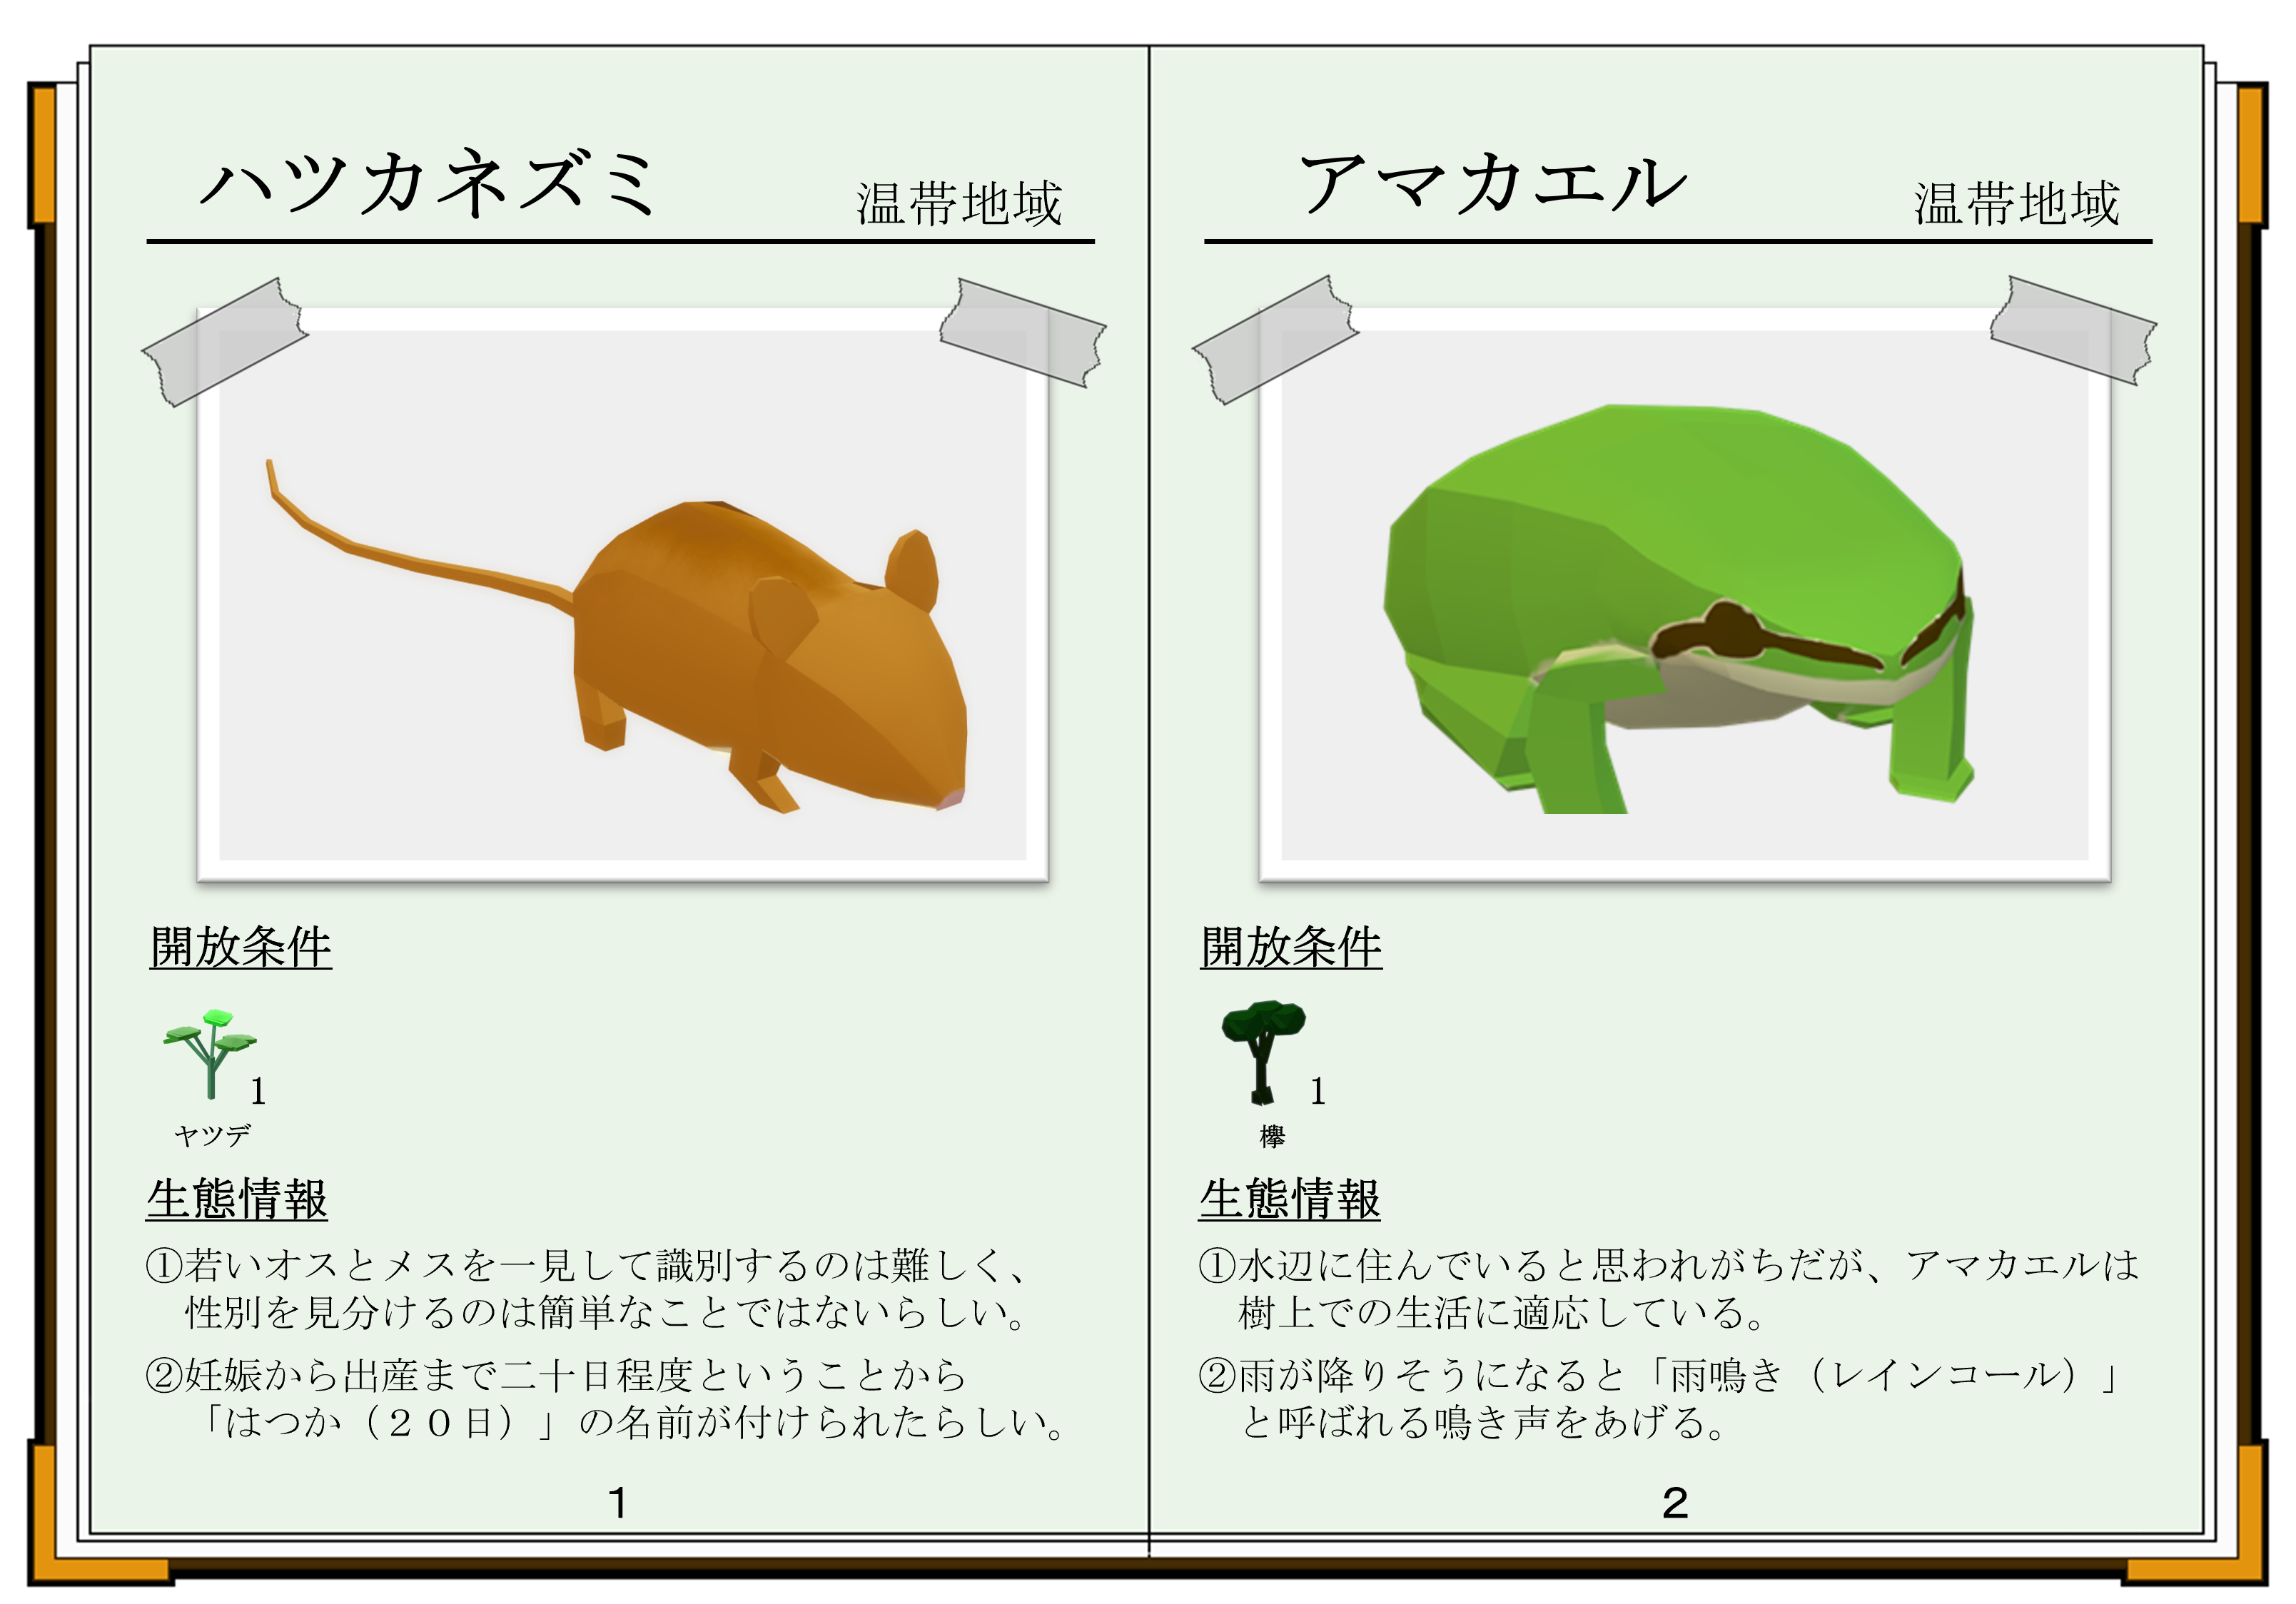 ハツカネズミ
温帯地域
開放条件
1
ヤツデ
生態情報
①若いオスとメスを一見して識別するのは難しく、
性別を見分けるのは簡単なことではないらしい。
②妊娠から出産まで二十日程度ということから
「はつか（２０日）」の名前が付けられたらしい。
1
アマカエル
温帯地域
開放条件
1
欅
生態情報
①水辺に住んでいると思われがちだが、アマカエルは
樹上での生活に適応している。
②雨が降りそうになると「雨鳴き（レインコール）」
と呼ばれる鳴き声をあげる。
2